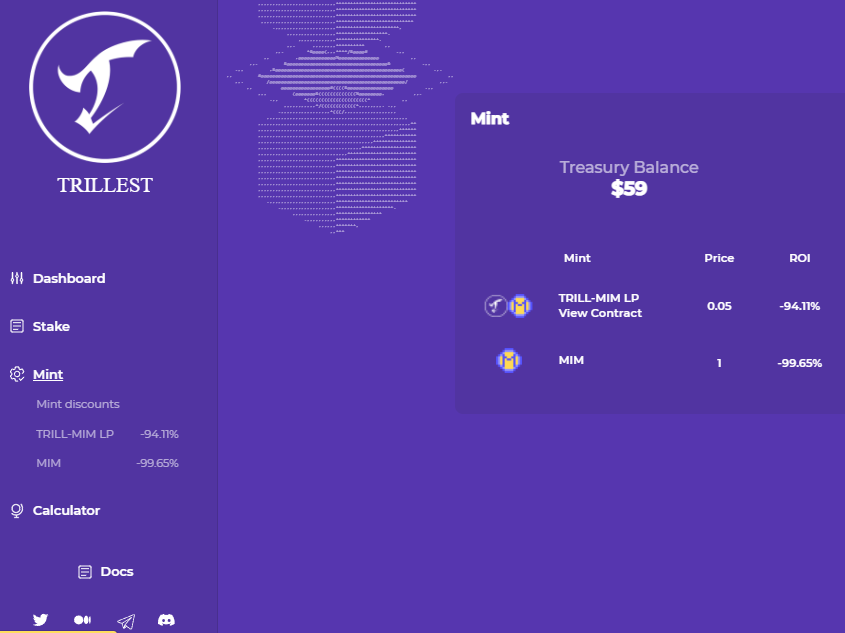 TRILLEST
Dashboard
Stake
Mint
Mint discounts
TRILL-MIM LP -94.11%
MIM -99.65%
Calculator
Docs
Mint
Treasury Balance
$59
Mint Price ROI
TRILL-MIM LP
View Contract 0.05 -94.11%
MIM 1 -99.65%